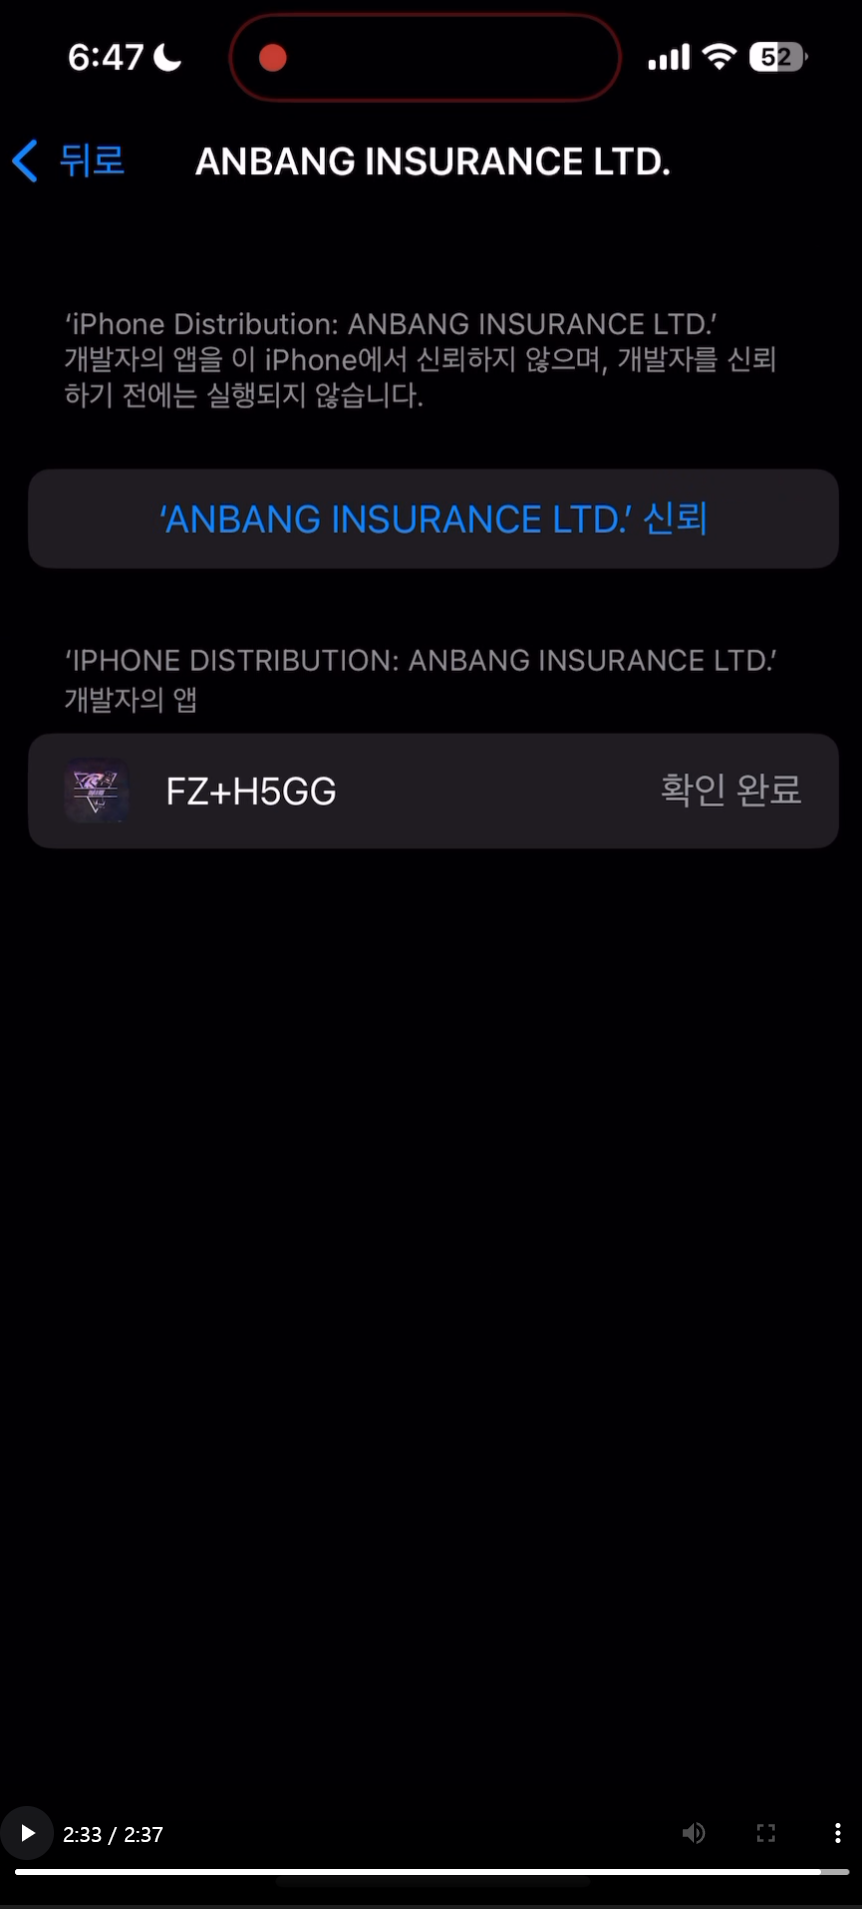 6:47
52
뒤로
ANBANG INSURANCE LTD.
‘iPhone Distribution: ANBANG INSURANCE LTD.’
개발자의 앱을 이 iPhone에서 신뢰하지 않으며, 개발자를 신뢰
하기 전에는 실행되지 않습니다.
‘ANBANG INSURANCE LTD.’ 신뢰
‘IPHONE DISTRIBUTION: ANBANG INSURANCE LTD.’
개발자의 앱
FZ+H5GG
확인 완료
2:33 / 2:37